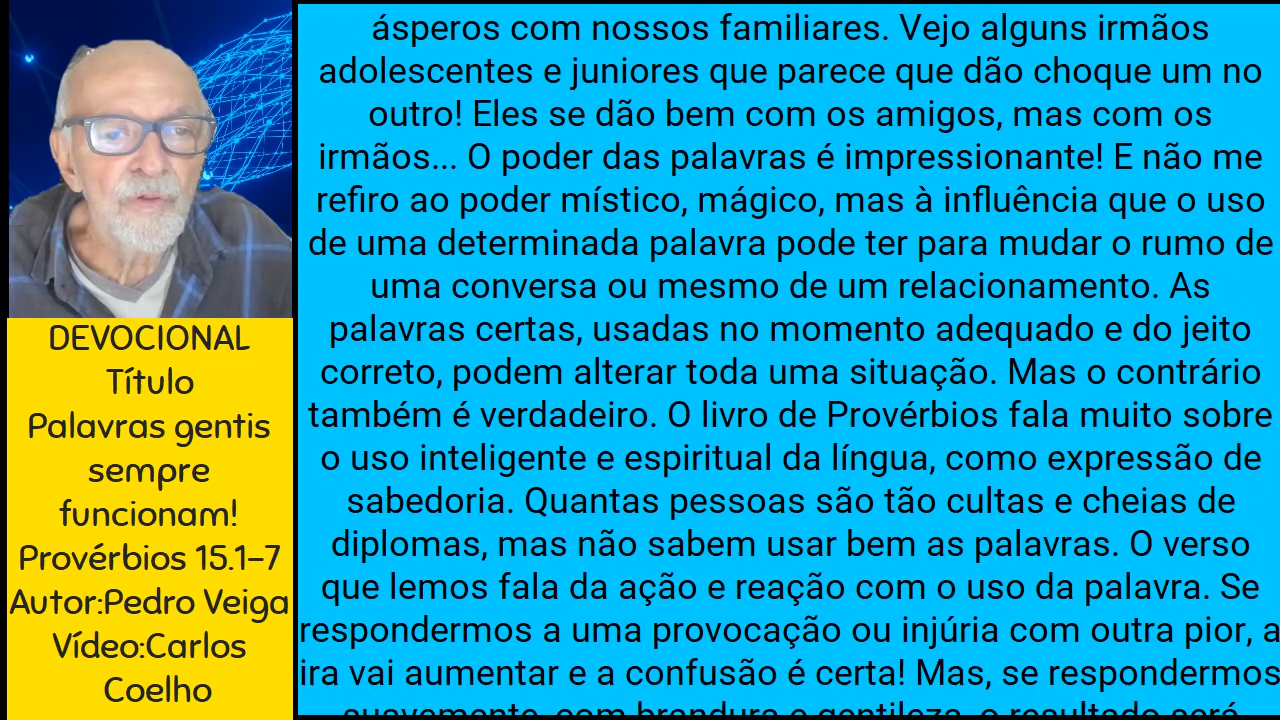 DEVOCIONAL
Título
Palavras gentis
sempre
funcionam!
Provérbios 15.1-7
Autor:Pedro Veiga
Vídeo:Carlos
Coelho
ásperos com nossos familiares. Vejo alguns irmãos
adolescentes e juniores que parece que dão choque um no
outro! Eles se dão bem com os amigos, mas com os
irmãos... O poder das palavras é impressionante! E não me
refiro ao poder místico, mágico, mas à influência que o uso
de uma determinada palavra pode ter para mudar o rumo de
uma conversa ou mesmo de um relacionamento. As
palavras certas, usadas no momento adequado e do jeito
correto, podem alterar toda uma situação. Mas o contrário
também é verdadeiro. O livro de Provérbios fala muito sobre
o uso inteligente e espiritual da língua, como expressão de
sabedoria. Quantas pessoas são tão cultas e cheias de
diplomas, mas não sabem usar bem as palavras. O verso
que lemos fala da ação e reação com o uso da palavra. Se
respondermos a uma provocação ou injúria com outra pior, a
ira vai aumentar e a confusão é certa! Mas, se respondermos
suavemente, com brandura e gentileza, o resultado será